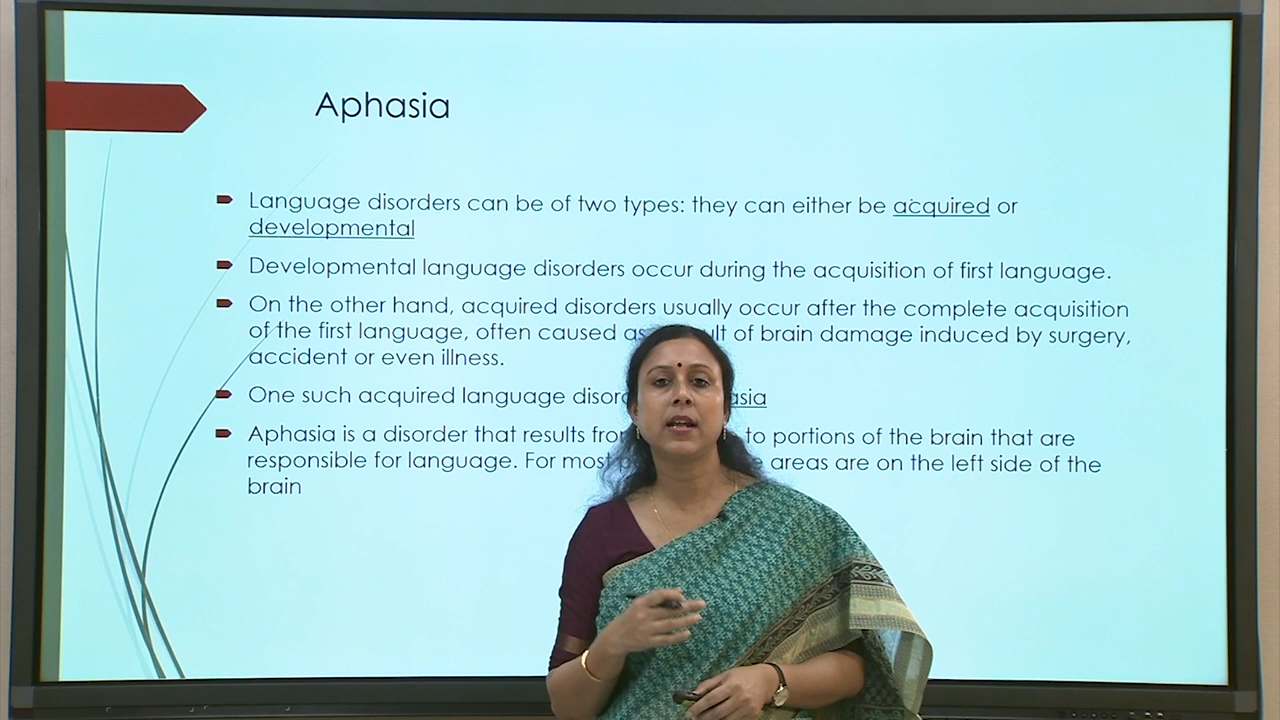 Aphasia
Language disorders can be of two types: they can either be acquired or
developmental
Developmental language disorders occur during the acquisition of first language.
On the other hand, acquired disorders usually occur after the complete acquisition
of the first language, often caused as of brain damage induced by surgery,
accident or even illness.
One such acquired language
Aphasia is a disorder that results to portions of the brain that are
responsible for language. For most areas are on the left side of the
brain